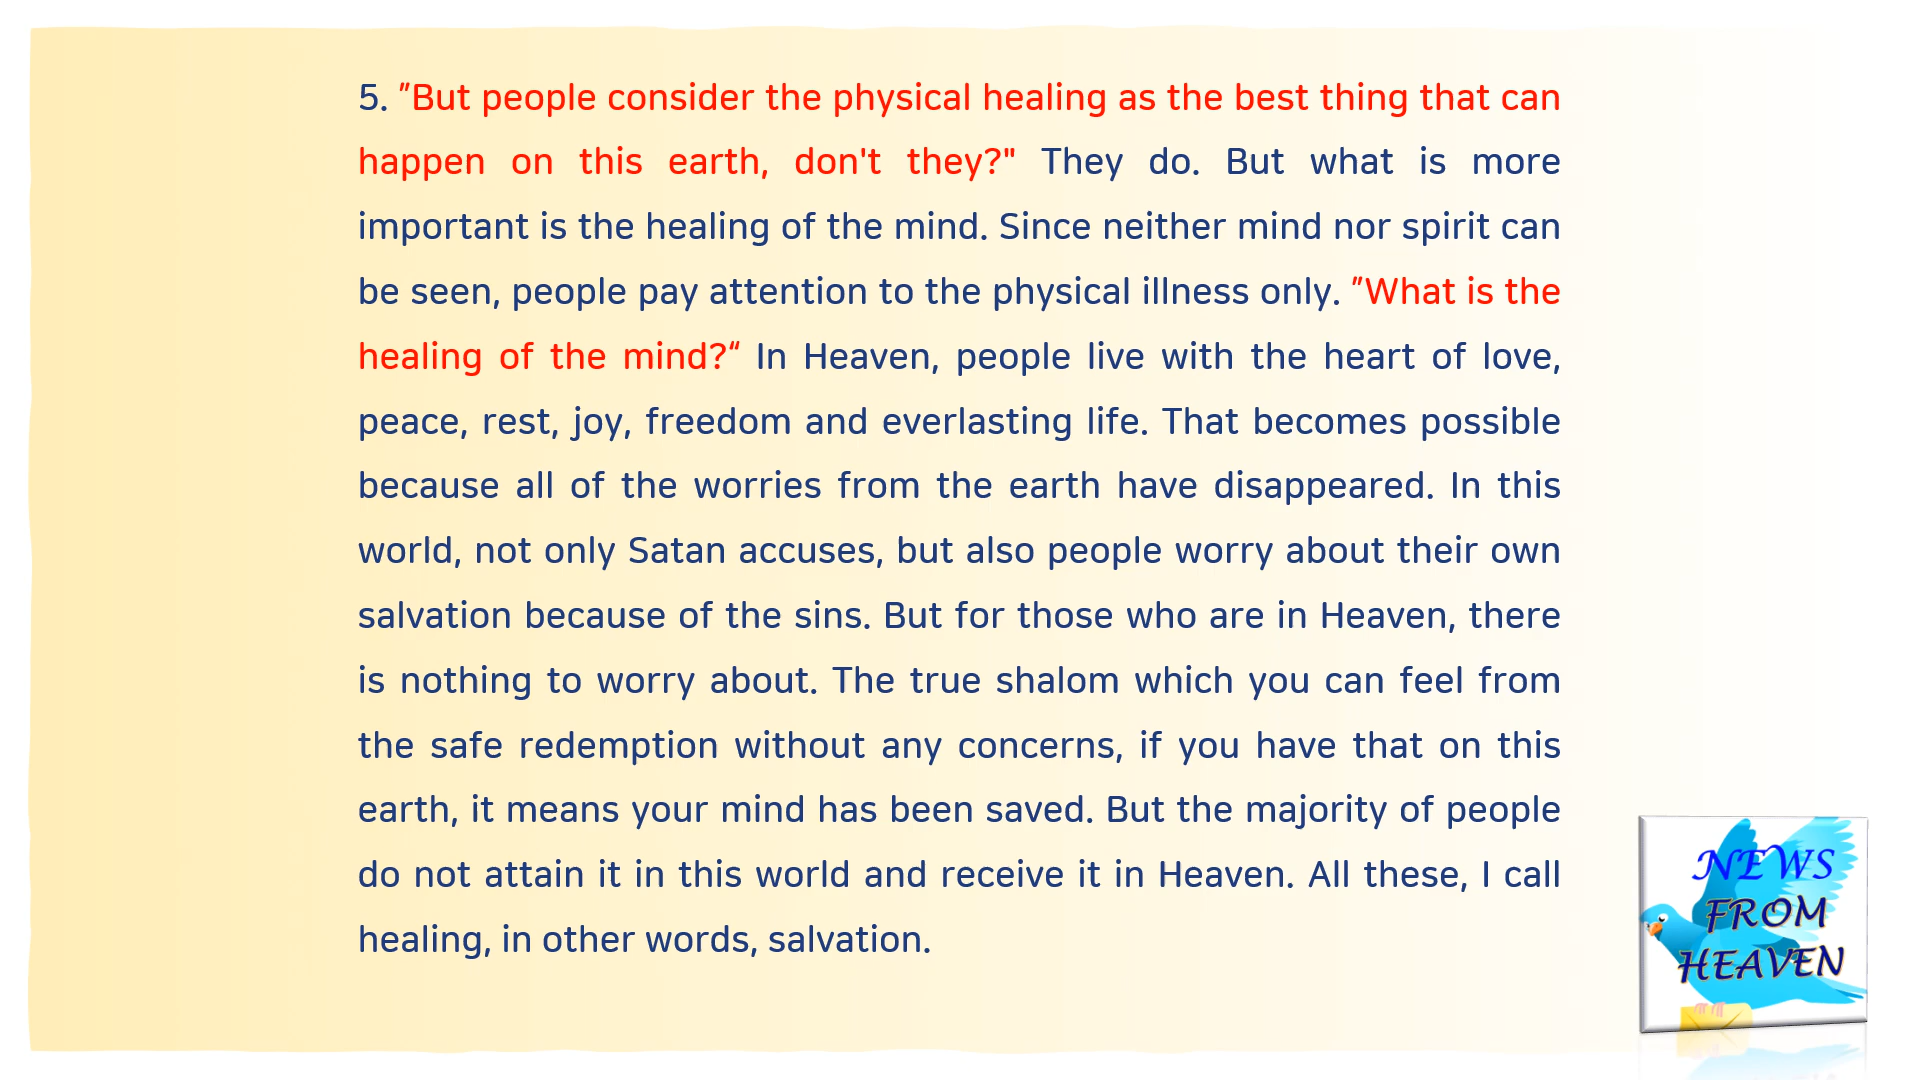 5. "But people consider the physical healing as the best thing that can
happen on this earth, don't they?" They do. But what is more
important is the healing of the mind. Since neither mind nor spirit can
be seen, people pay attention to the physical illness only. "What is the
healing of the mind?“ In Heaven, people live with the heart of love,
peace, rest, joy, freedom and everlasting life. That becomes possible
because all of the worries from the earth have disappeared. In this
world, not only Satan accuses, but also people worry about their own
salvation because of the sins. But for those who are in Heaven, there
is nothing to worry about. The true shalom which you can feel from
the safe redemption without any concerns, if you have that on this
earth, it means your mind has been saved. But the majority of people
do not attain it in this world and receive it in Heaven. All these, I call
healing, in other words, salvation.
NEWS
FROM
HEAVEN